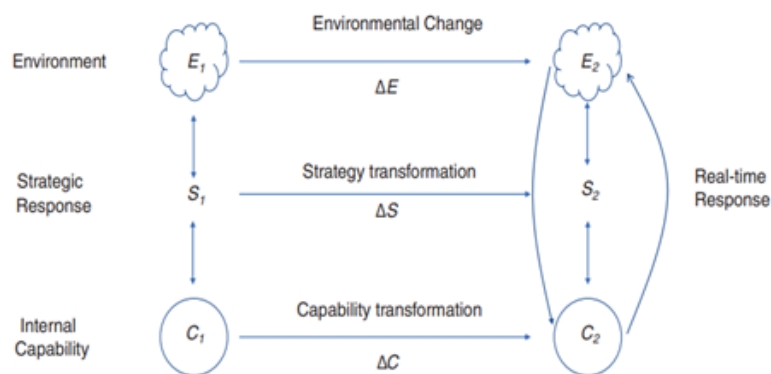 Environmental Change
Environment
E₁
E₂
ΔE
Strategic
Response
S₁
Strategy transformation
ΔS
S₂
Real-time
Response
Internal
Capability
C₁
Capability transformation
ΔC
C₂